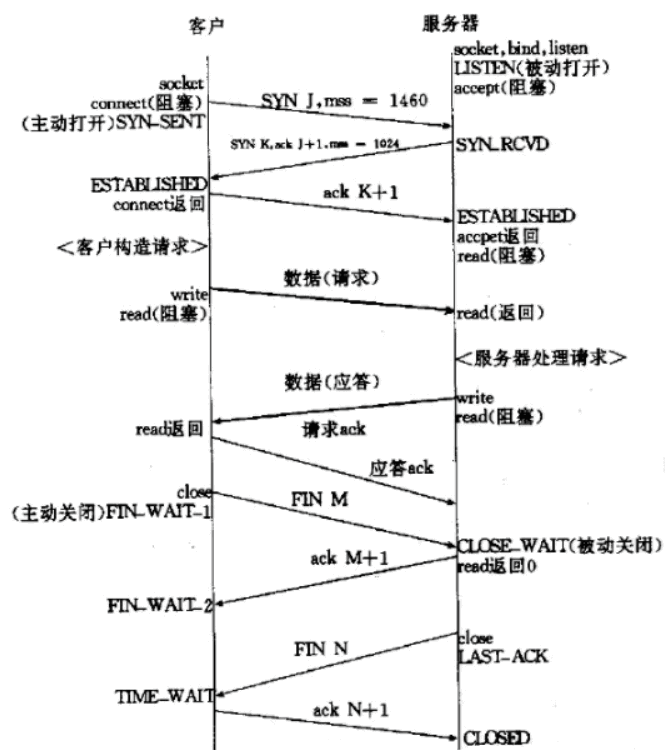 客户
服务器
socket, bind, listen
LISTEN(被动打开)
accept(阻塞)
socket
connect(阻塞)
(主动打开)SYN-SENT
SYN J, mss = 1460
SYN K, ack J+1. mss = 1024
SYN_RCVD
ESTABLISHED
connect返回
ack K+1
ESTABLISHED
accpet返回
read(阻塞)
<客户构造请求>
数据(请求)
write
read(阻塞)
read(返回)
<服务器处理请求>
数据(应答)
write
read(阻塞)
read返回
请求ack
应答ack
close
(主动关闭)FIN_WAIT_1
FIN M
CLOSE_WAIT(被动关闭)
read返回0
ack M+1
FIN-WAIT-2
close
LAST-ACK
FIN N
TIME-WAIT
ack N+1
CLOSED